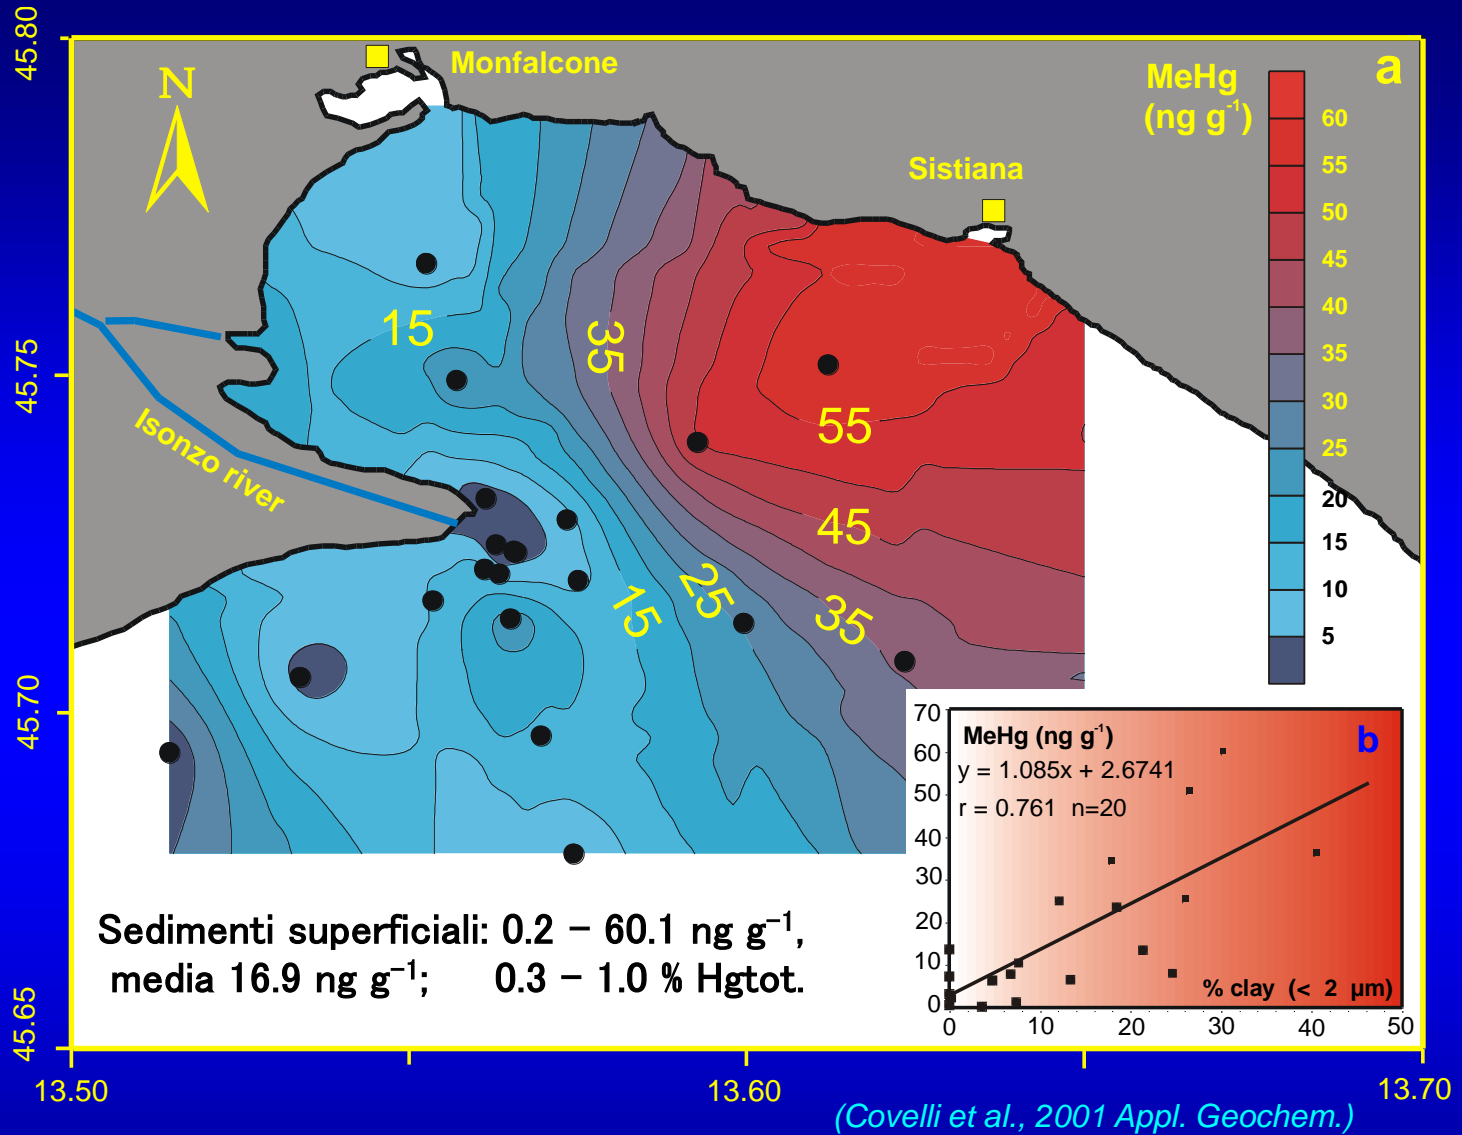 45.80
45.75
45.70
45.65
N
Monfalcone
Sistiana
Isonzo river
MeHg
(ng g⁻¹)
a
60
55
50
45
40
35
30
25
20
15
10
5
15
35
55
45
25
15
35
b
MeHg (ng g⁻¹)
y = 1.085x + 2.6741
r = 0.761 n=20
70
60
50
40
30
20
10
0
% clay (< 2 µm)
0 10 20 30 40 50
Sedimenti superficiali: 0.2 – 60.1 ng g⁻¹,
media 16.9 ng g⁻¹; 0.3 – 1.0 % Hgtot.
13.50 13.60 13.70
(Covelli et al., 2001 Appl. Geochem.)